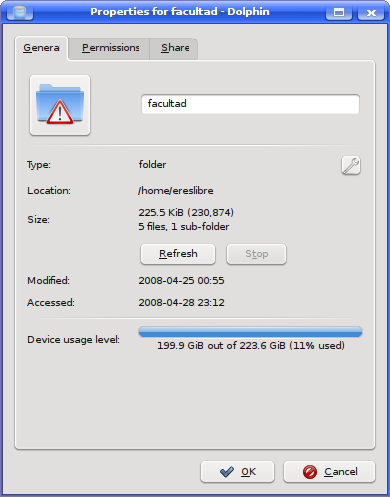 Properties for facultad - Dolphin
Genera Permissions Share
facultad
Type: folder
Location: /home/ereslibre
Size: 225.5 KiB (230,874)
5 files, 1 sub-folder
Refresh Stop
Modified: 2008-04-25 00:55
Accessed: 2008-04-28 23:12
Device usage level:
199.9 GiB out of 223.6 GiB (11% used)
OK Cancel